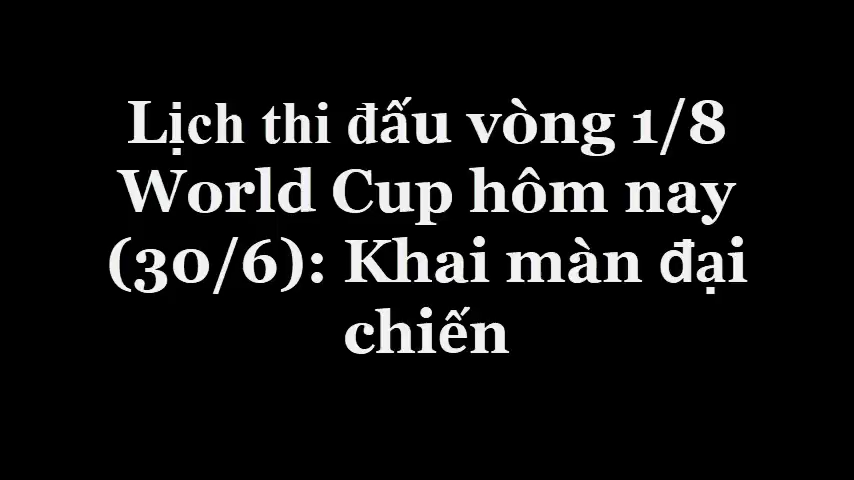 Lịch thi đấu vòng 1/8
World Cup hôm nay
(30/6): Khai màn đại
chiến